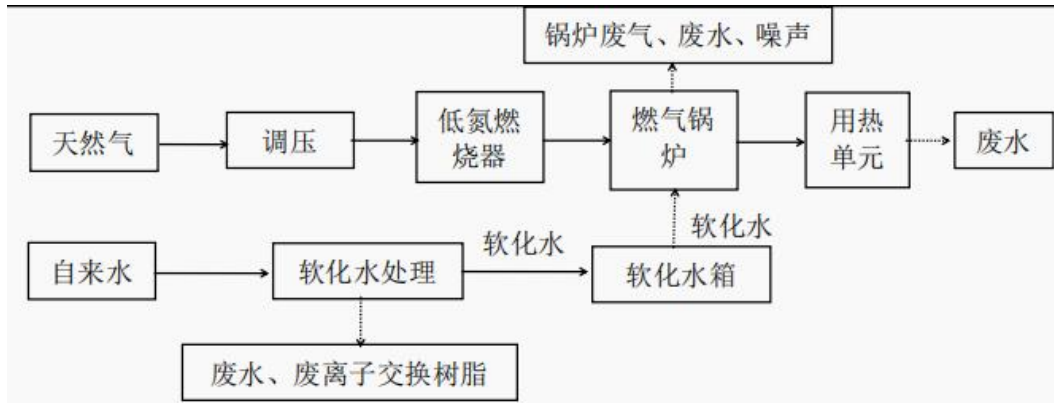 锅炉废气、废水、噪声
天然气
调压
低氮燃
烧器
燃气锅
炉
用热
单元
废水
自来水
软化水处理
软化水
软化水箱
软化水
废水、废离子交换树脂